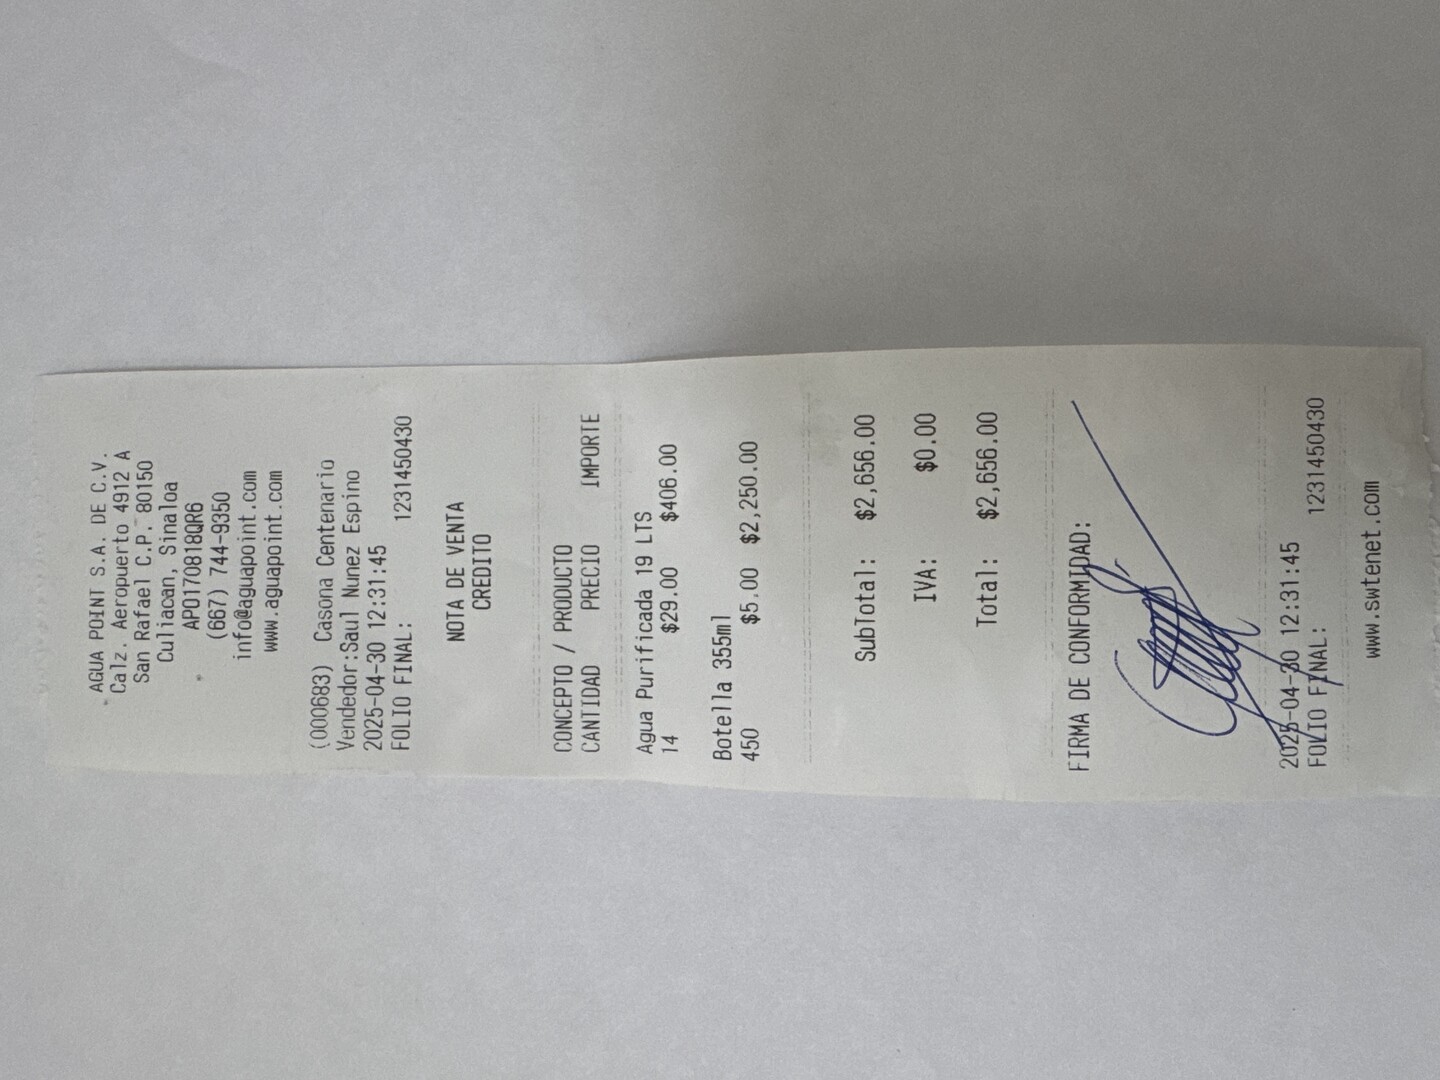 AGUA POINT S.A. DE C.V.
Calz. Aeropuerto 4912 A
San Rafael C.P. 80150
Culiacan, Sinaloa
APO170818QR6
(667) 744-9350
info@aguapoint.com
www.aguapoint.com
(000683) Casona Centenario
Vendedor:Saul Nunez Espino
2025-04-30 12:31:45
FOLIO FINAL: 1231450430
NOTA DE VENTA
CREDITO
CONCEPTO / PRODUCTO
CANTIDAD PRECIO IMPORTE
Agua Purificada 19 LTS
14 $29.00 $406.00
Botella 355ml
450 $5.00 $2,250.00
SubTotal: $2,656.00
IVA: $0.00
Total: $2,656.00
FIRMA DE CONFORMIDAD:
2025-04-30 12:31:45
FOLIO FINAL: 1231450430
www.swtenet.com